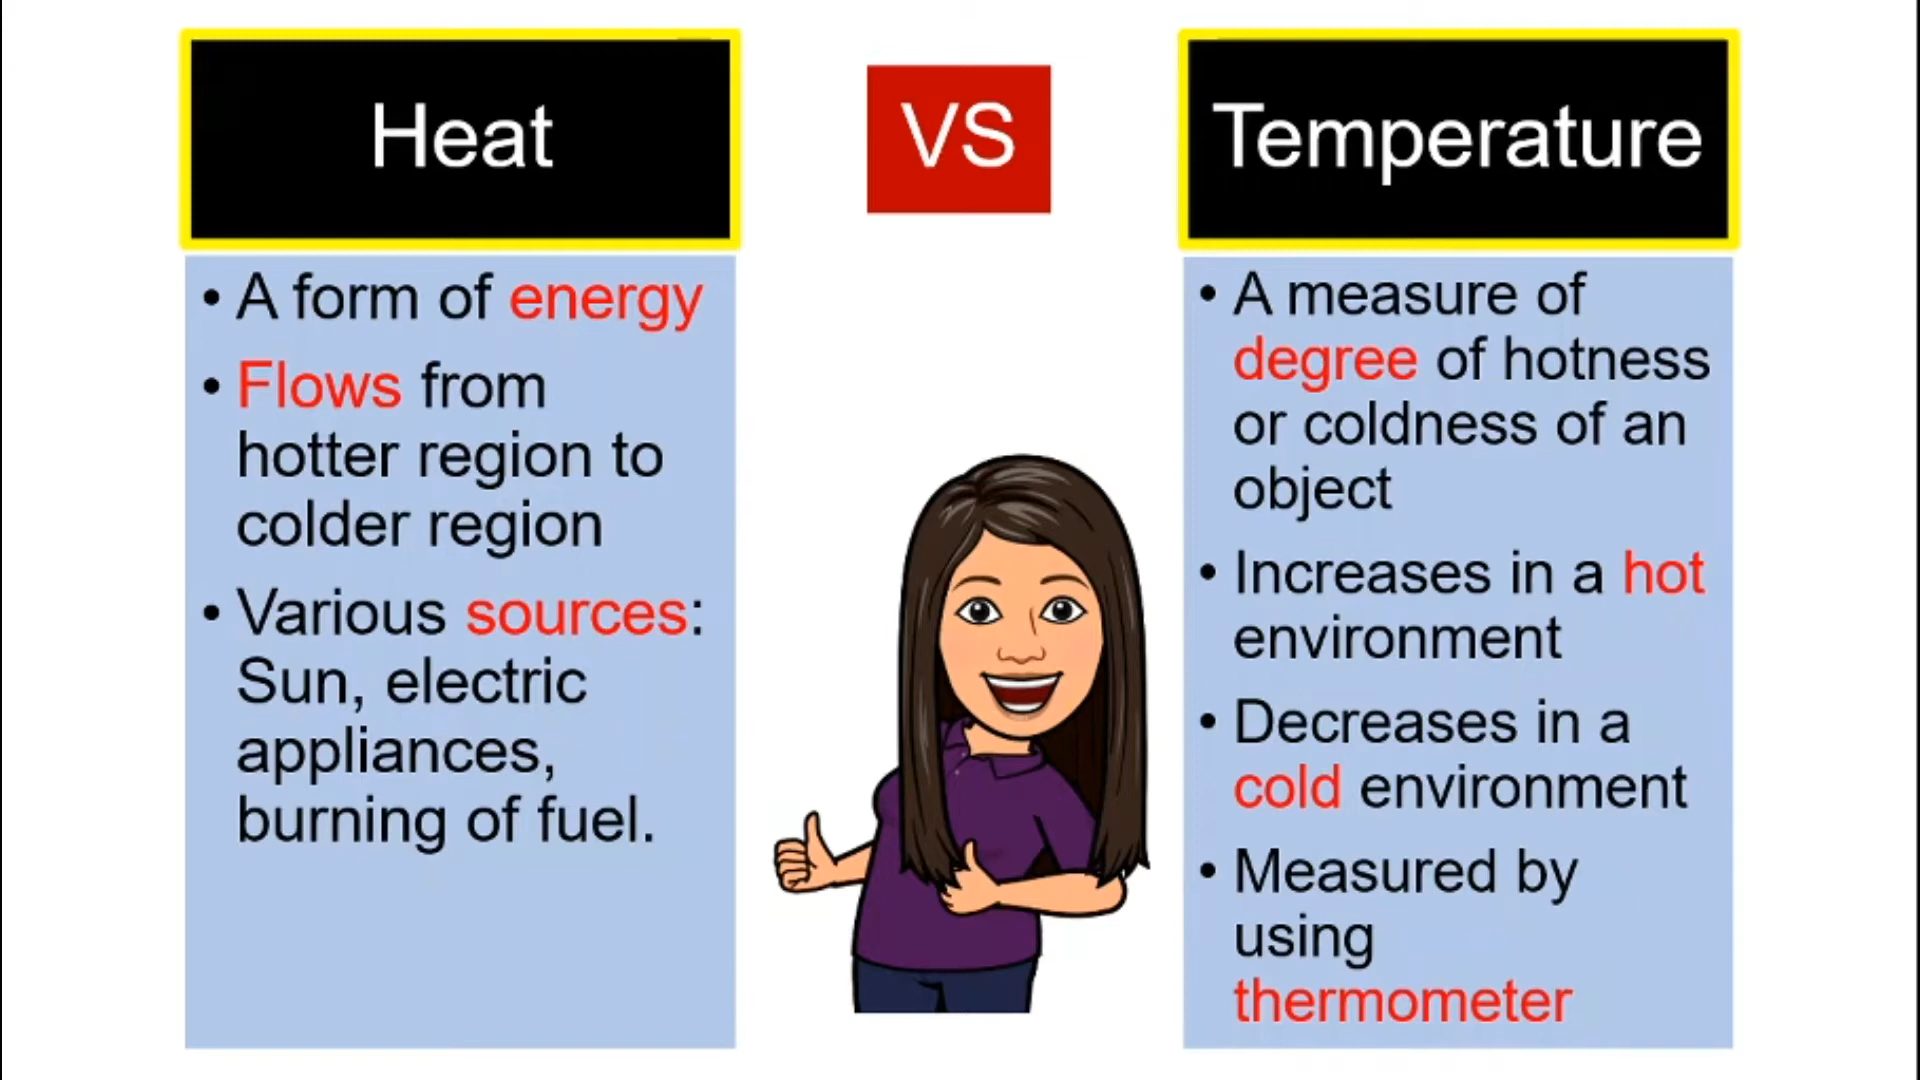 Heat
VS
Temperature
• A form of energy
• Flows from
hotter region to
colder region
• Various sources:
Sun, electric
appliances,
burning of fuel.
• A measure of
degree of hotness
or coldness of an
object
• Increases in a hot
environment
• Decreases in a
cold environment
• Measured by
using
thermometer